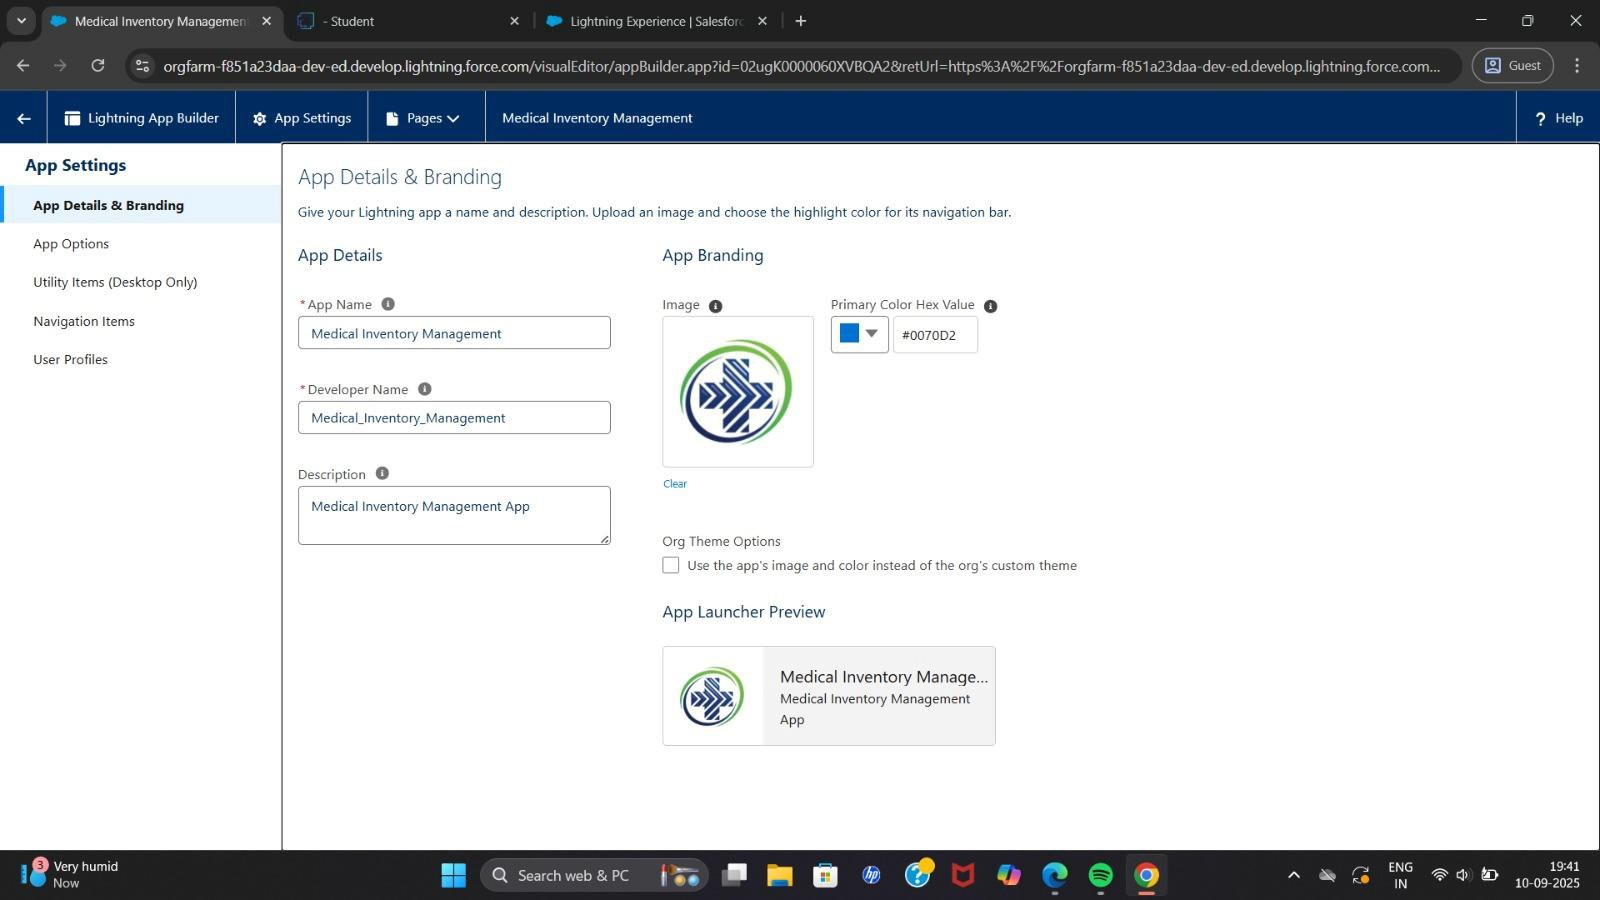 Medical Inventory Management
- Student
Lightning Experience | Salesforc
orgfarm-f851a23daa-dev-ed.develop.lightning.force.com/visualEditor/appBuilder.app?id=02ugK0000060XVBQA2&retUrl=https%3A%2F%2Forgfarm-f851a23daa-dev-ed.develop.lightning.force.com...
Guest
Lightning App Builder
App Settings
Pages
Medical Inventory Management
? Help
App Settings
App Details & Branding
App Options
Utility Items (Desktop Only)
Navigation Items
User Profiles
App Details & Branding
Give your Lightning app a name and description. Upload an image and choose the highlight color for its navigation bar.
App Details
* App Name
Medical Inventory Management
* Developer Name
Medical_Inventory_Management
Description
Medical Inventory Management App
App Branding
Image
Primary Color Hex Value
#0070D2
Clear
Org Theme Options
Use the app's image and color instead of the org's custom theme
App Launcher Preview
Medical Inventory Manage...
Medical Inventory Management
App
3
Very humid
Now
Search web & PC
hp
ENG
IN
19:41
10-09-2025